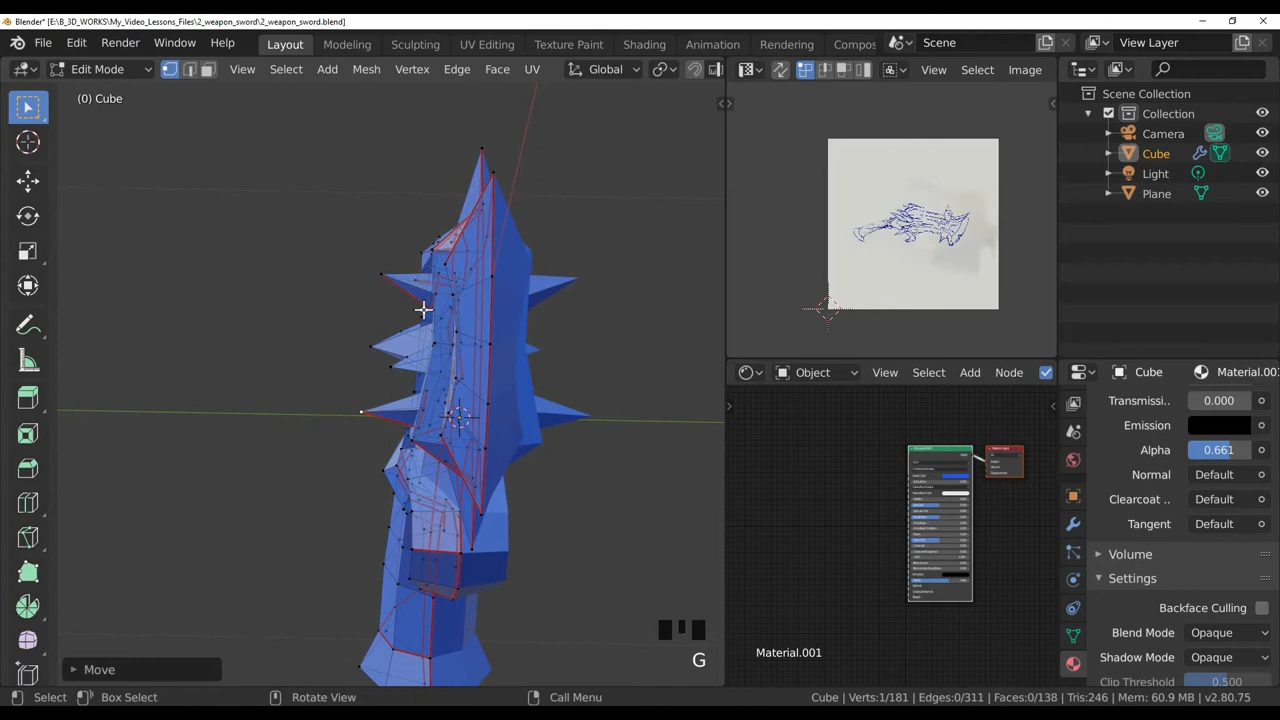 Blender* [E:\B_3D_WORKS\My_Video_Lessons_Files\2_weapon_sword\2_weapon_sword.blend]
File Edit Render Window Help Layout Modeling Sculpting UV Editing Texture Paint Shading Animation Rendering Compos Scene View Layer
Edit Mode View Select Add Mesh Vertex Edge Face UV Global View Select Image
(0) Cube
Scene Collection
Collection
Camera
Cube
Light
Plane
Object View Select Add Node Cube Material.001
Transmissi.. 0.000
Emission
Alpha 0.661
Normal Default
Clearcoat .. Default
Tangent Default
Volume
Settings
Backface Culling
Blend Mode Opaque
Shadow Mode Opaque
Clip Threshold 0.500
Material.001
G
Move
Select Box Select Rotate View Call Menu Cube | Verts:1/181 | Edges:0/311 | Faces:0/138 | Tris:246 | Mem: 60.9 MB | v2.80.75